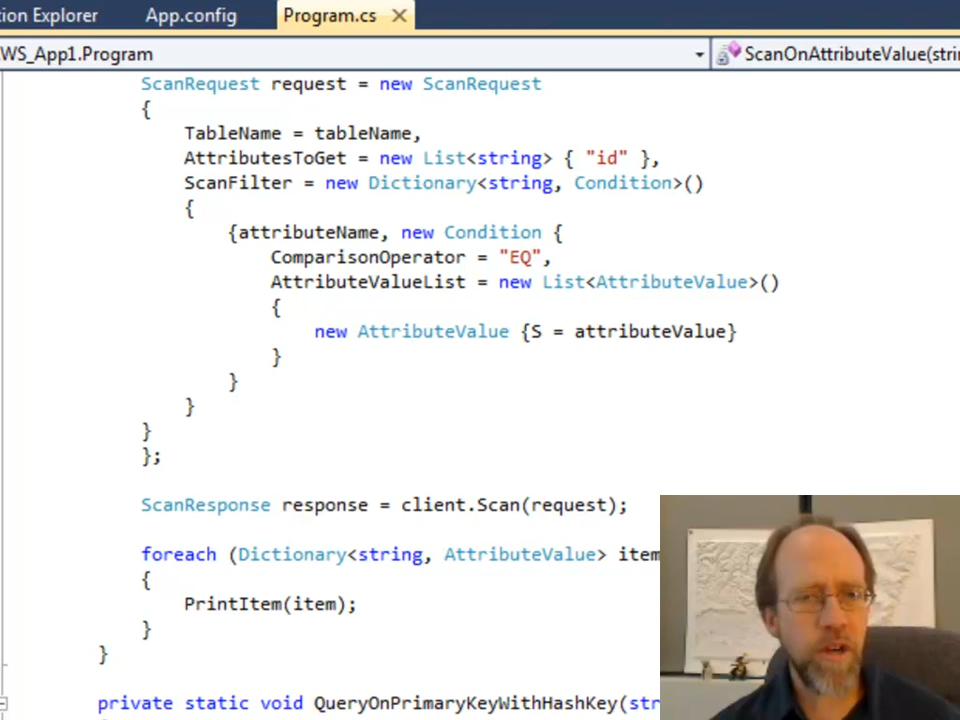 ion Explorer
App.config
Program.cs
WS_App1.Program
ScanOnAttributeValue(strin
ScanRequest request = new ScanRequest
{
TableName = tableName,
AttributesToGet = new List<string> { "id" },
ScanFilter = new Dictionary<string, Condition>()
{
{attributeName, new Condition {
ComparisonOperator = "EQ",
AttributeValueList = new List<AttributeValue>()
{
new AttributeValue {S = attributeValue}
}
}
}
}
};
ScanResponse response = client.Scan(request);
foreach (Dictionary<string, AttributeValue> item
{
PrintItem(item);
}
}
private static void QueryOnPrimaryKeyWithHashKey(str